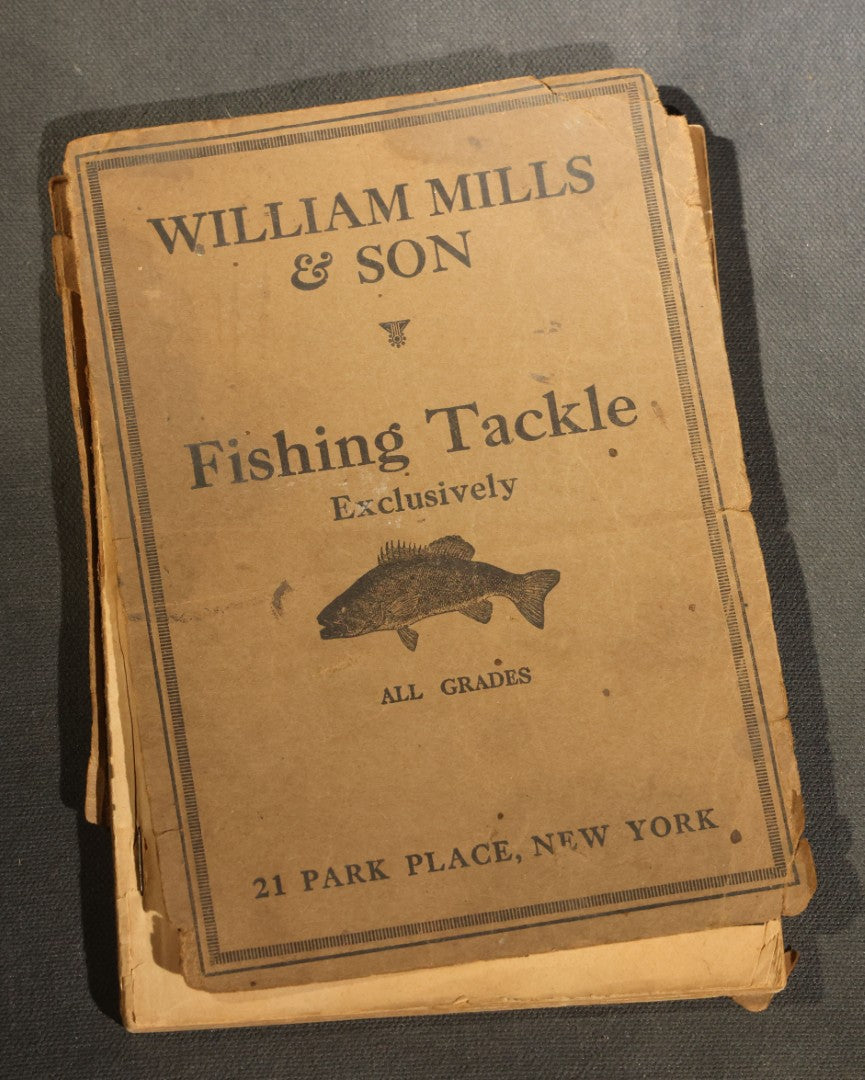 WILLIAM MILLS
& SON
Fishing Tackle
Exclusively
ALL GRADES
21 PARK PLACE, NEW YORK